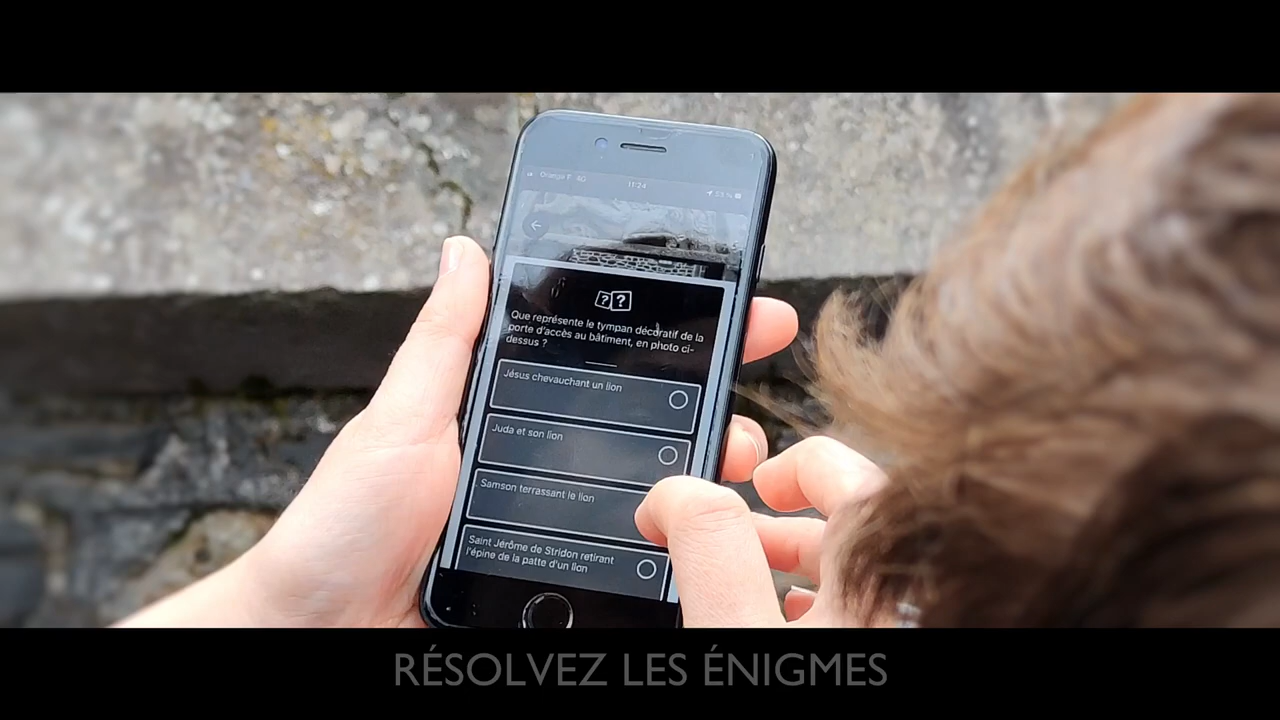 Orange F 4G 11:24 59 %
? ?
Que représente le tympan décoratif de la
porte d'accès au bâtiment, en photo ci-
dessus ?
Jésus chevauchant un lion
Juda et son lion
Samson terrassant le lion
Saint Jérôme de Stridon retirant
l'épine de la patte d'un lion
RÉSOLVEZ LES ÉNIGMES